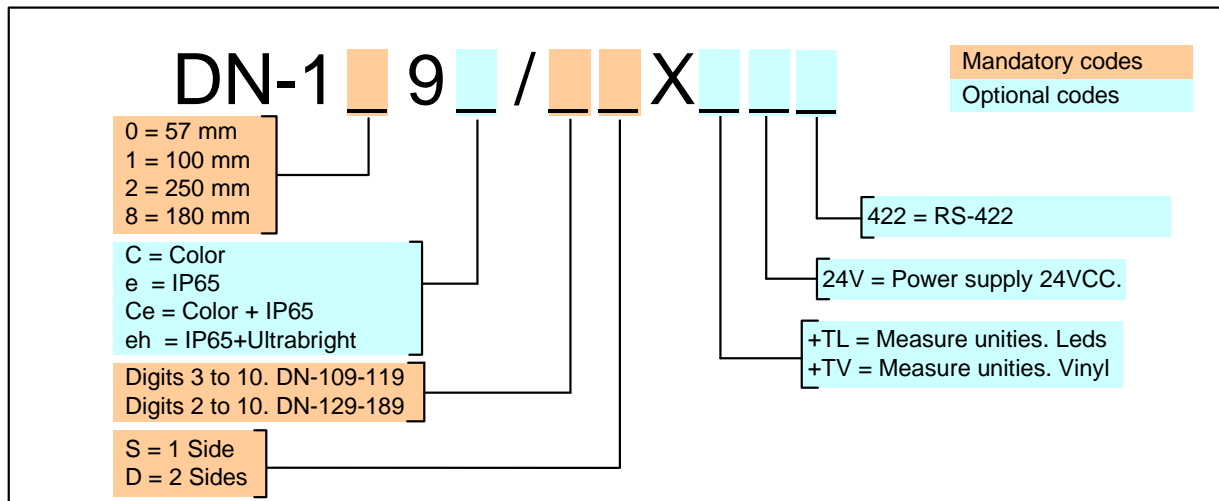 DN-1 9 / X
Mandatory codes
Optional codes
0 = 57 mm
1 = 100 mm
2 = 250 mm
8 = 180 mm
422 = RS-422
C = Color
e = IP65
Ce = Color + IP65
eh = IP65+Ultrabright
24V = Power supply 24VCC.
+TL = Measure unities. Leds
+TV = Measure unities. Vinyl
Digits 3 to 10. DN-109-119
Digits 2 to 10. DN-129-189
S = 1 Side
D = 2 Sides